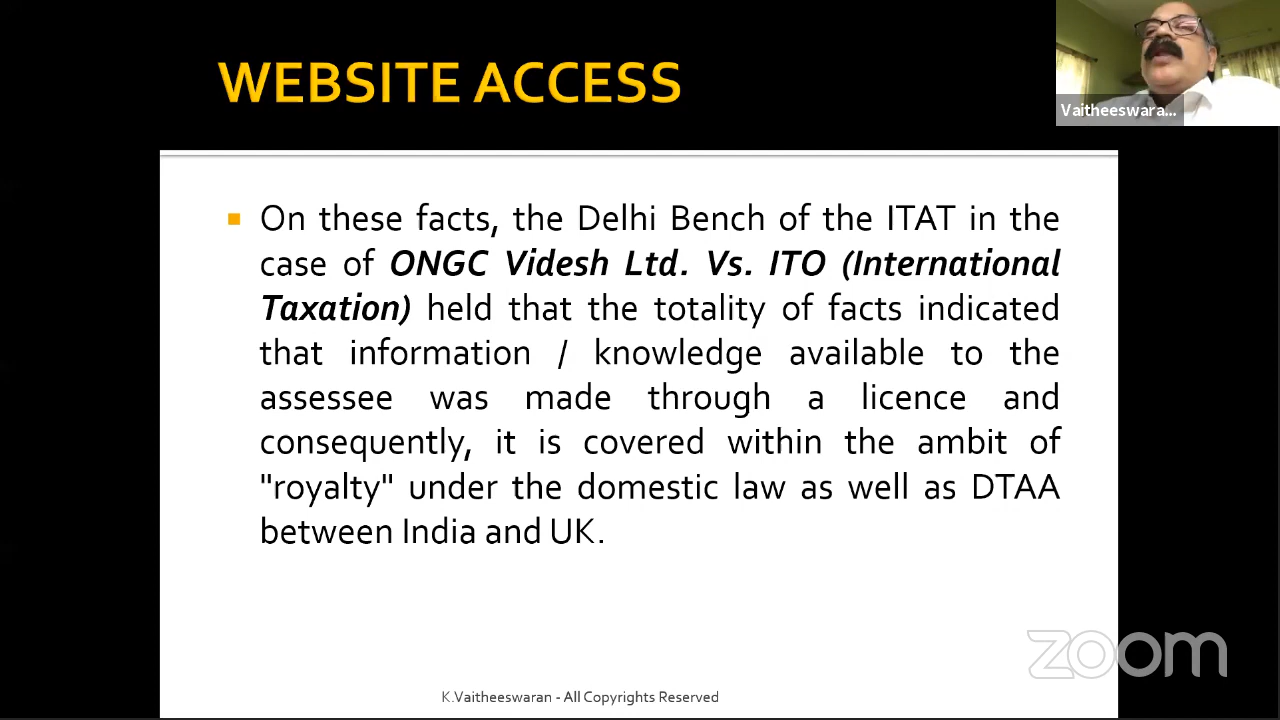 WEBSITE ACCESS
Vaitheeswara...
On these facts, the Delhi Bench of the ITAT in the
case of ONGC Videsh Ltd. Vs. ITO (International
Taxation) held that the totality of facts indicated
that information / knowledge available to the
assessee was made through a licence and
consequently, it is covered within the ambit of
"royalty" under the domestic law as well as DTAA
between India and UK.
zoom
K.Vaitheeswaran - All Copyrights Reserved